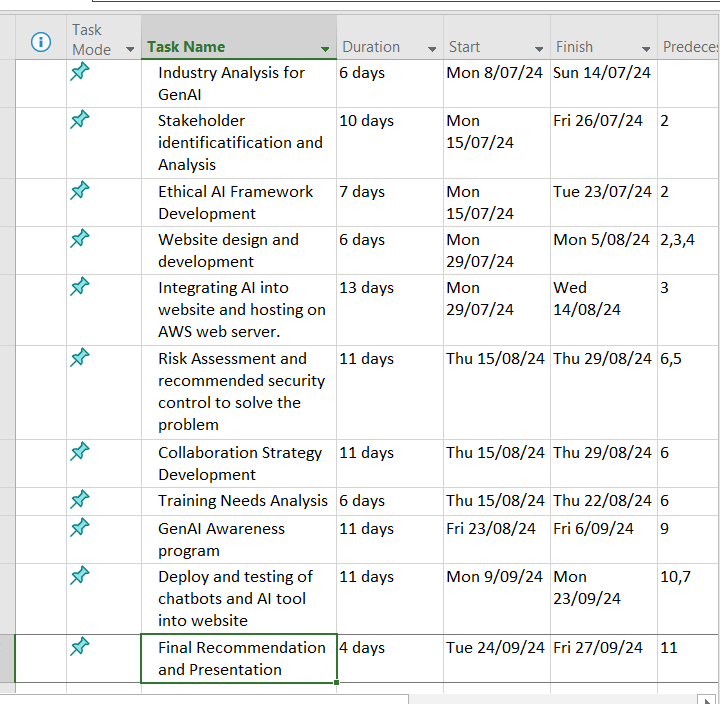 Task Mode Task Name Duration Start Finish Predeces
Industry Analysis for 6 days Mon 8/07/24 Sun 14/07/24
GenAI
Stakeholder 10 days Mon Fri 26/07/24 2
identificatification and 15/07/24
Analysis
Ethical AI Framework 7 days Mon Tue 23/07/24 2
Development 15/07/24
Website design and 6 days Mon Mon 5/08/24 2,3,4
development 29/07/24
Integrating AI into 13 days Mon Wed 3
website and hosting on 29/07/24 14/08/24
AWS web server.
Risk Assessment and 11 days Thu 15/08/24 Thu 29/08/24 6,5
recommended security
control to solve the
problem
Collaboration Strategy 11 days Thu 15/08/24 Thu 29/08/24 6
Development
Training Needs Analysis 6 days Thu 15/08/24 Thu 22/08/24 6
GenAI Awareness 11 days Fri 23/08/24 Fri 6/09/24 9
program
Deploy and testing of 11 days Mon 9/09/24 Mon 10,7
chatbots and AI tool 23/09/24
into website
Final Recommendation 4 days Tue 24/09/24 Fri 27/09/24 11
and Presentation